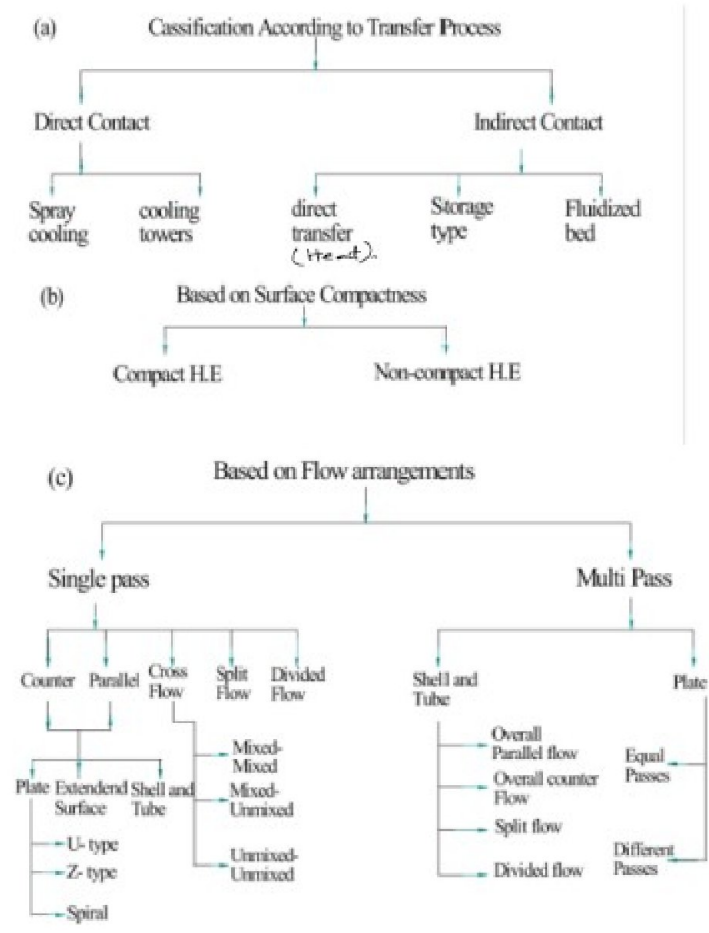 (a) Cassification According to Transfer Process
Direct Contact
Indirect Contact
Spray
cooling
cooling
towers
direct
transfer
(Heat).
Storage
type
Fluidized
bed
(b) Based on Surface Compactness
Compact H.E
Non-compact H.E
(c) Based on Flow arrangements
Single pass
Multi Pass
Counter
Parallel
Cross
Flow
Split
Flow
Divided
Flow
Mixed-
Mixed
Mixed-
Unmixed
Unmixed-
Unmixed
Plate
Extendend
Surface
Shell and
Tube
U- type
Z- type
Spiral
Shell and
Tube
Overall
Parallel flow
Overall counter
Flow
Split flow
Divided flow
Plate
Equal
Passes
Different
Passes